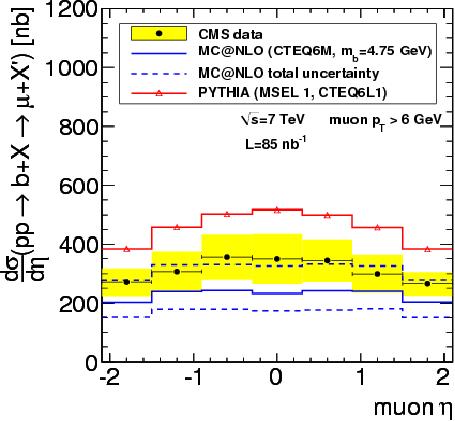 dσ/dη (pp → b+X → μ+X') [nb]
1200
1000
800
600
400
200
0
CMS data
MC@NLO (CTEQ6M, m_b=4.75 GeV)
MC@NLO total uncertainty
PYTHIA (MSEL 1, CTEQ6L1)
√s=7 TeV muon p_T > 6 GeV
L=85 nb⁻¹
-2 -1 0 1 2
muon η